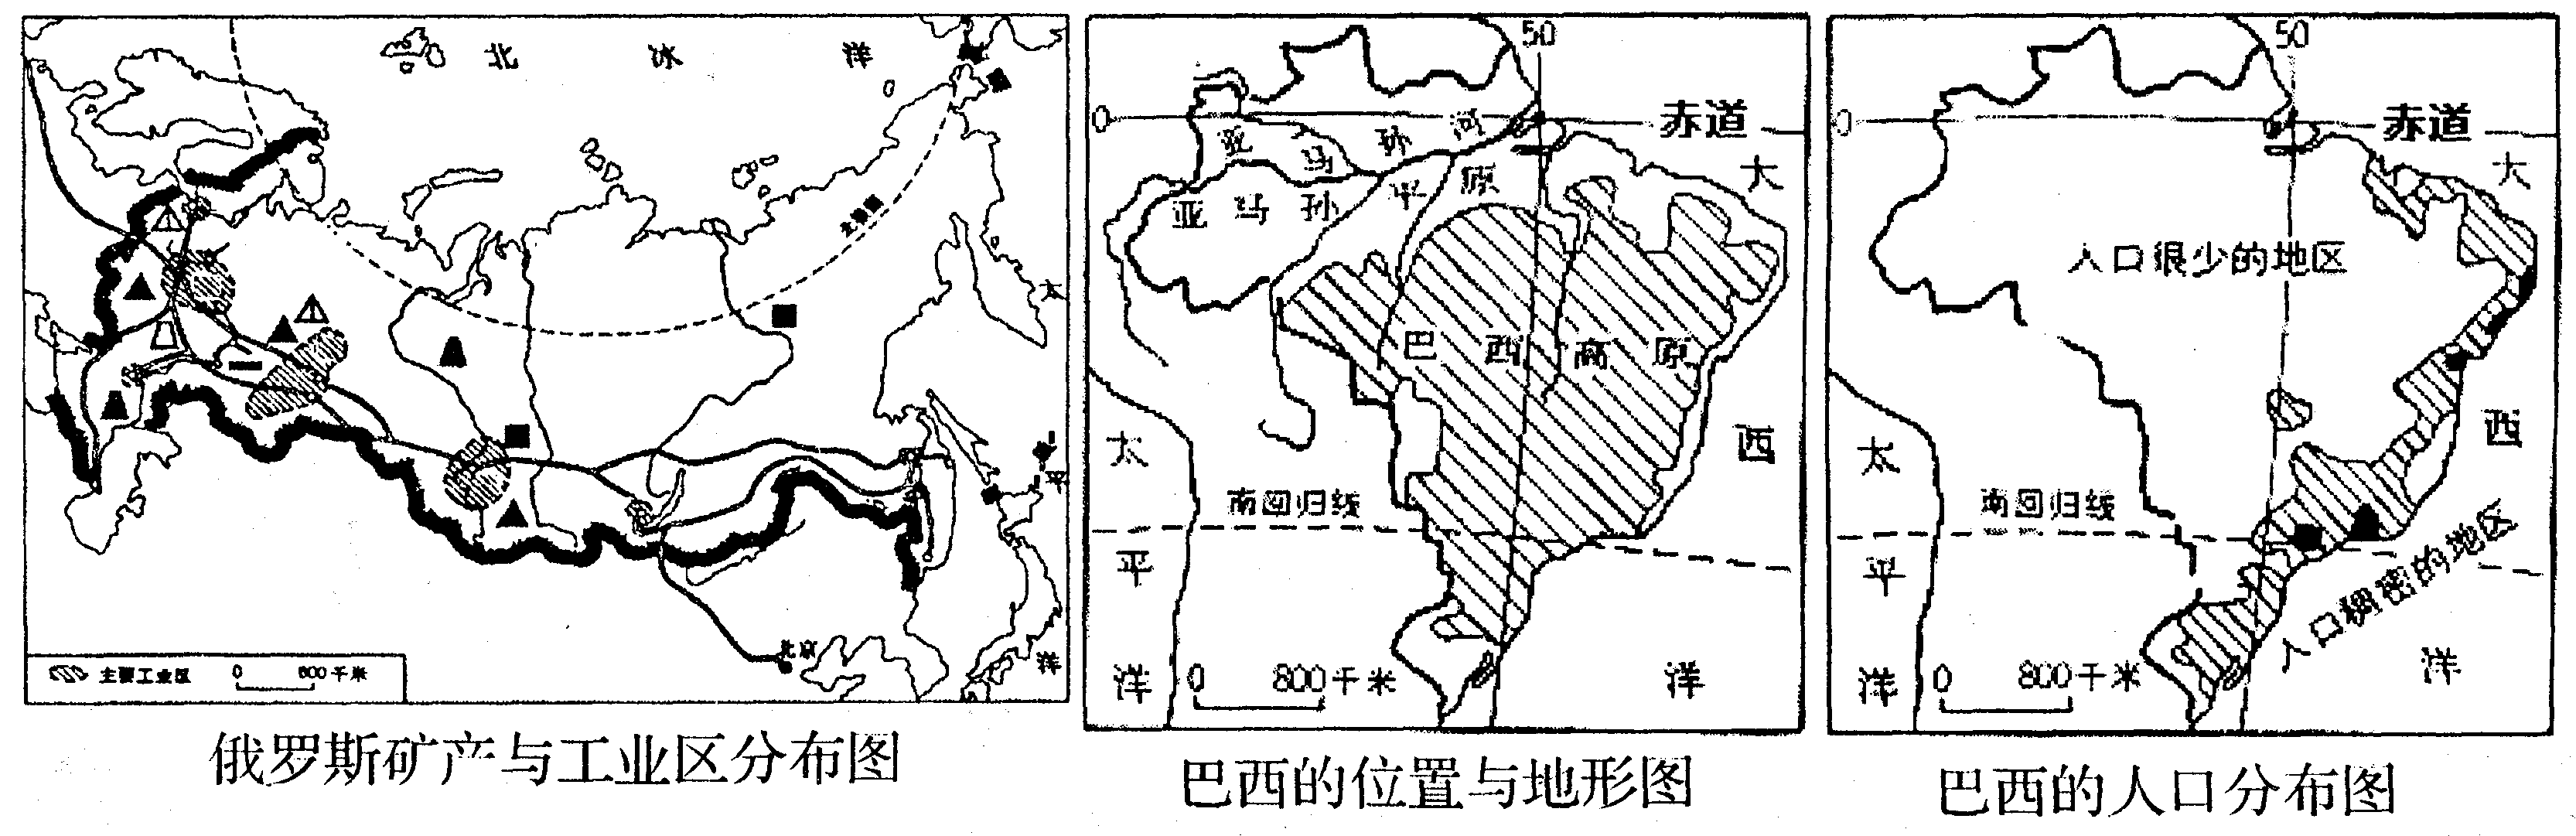 北冰洋
北极圈
太
平
洋
北京
主要工业区
0 800千米
俄罗斯矿产与工业区分布图
50
0
赤道
亚马孙河
亚马孙平原
巴西高原
大
西
洋
南回归线
太
平
洋
0 800千米
巴西的位置与地形图
50
0
赤道
大
西
洋
人口很少的地区
南回归线
人口稠密的地区
太
平
洋
0 800千米
巴西的人口分布图